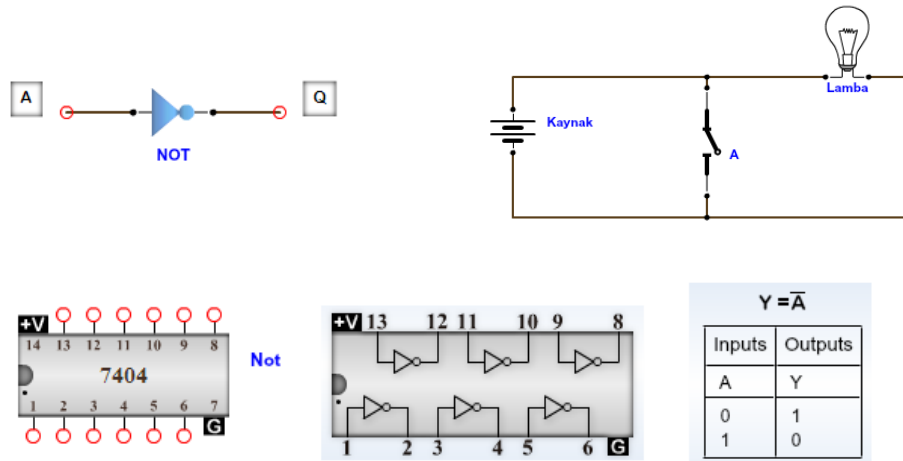 A
Q
NOT
Lamba
Kaynak
A
+V
14 13 12 11 10 9 8
7404
1 2 3 4 5 6 7
G
Not
+V 13 12 11 10 9 8
1 2 3 4 5 6 G
Y = A̅
Inputs Outputs
A Y
0 1
1 0